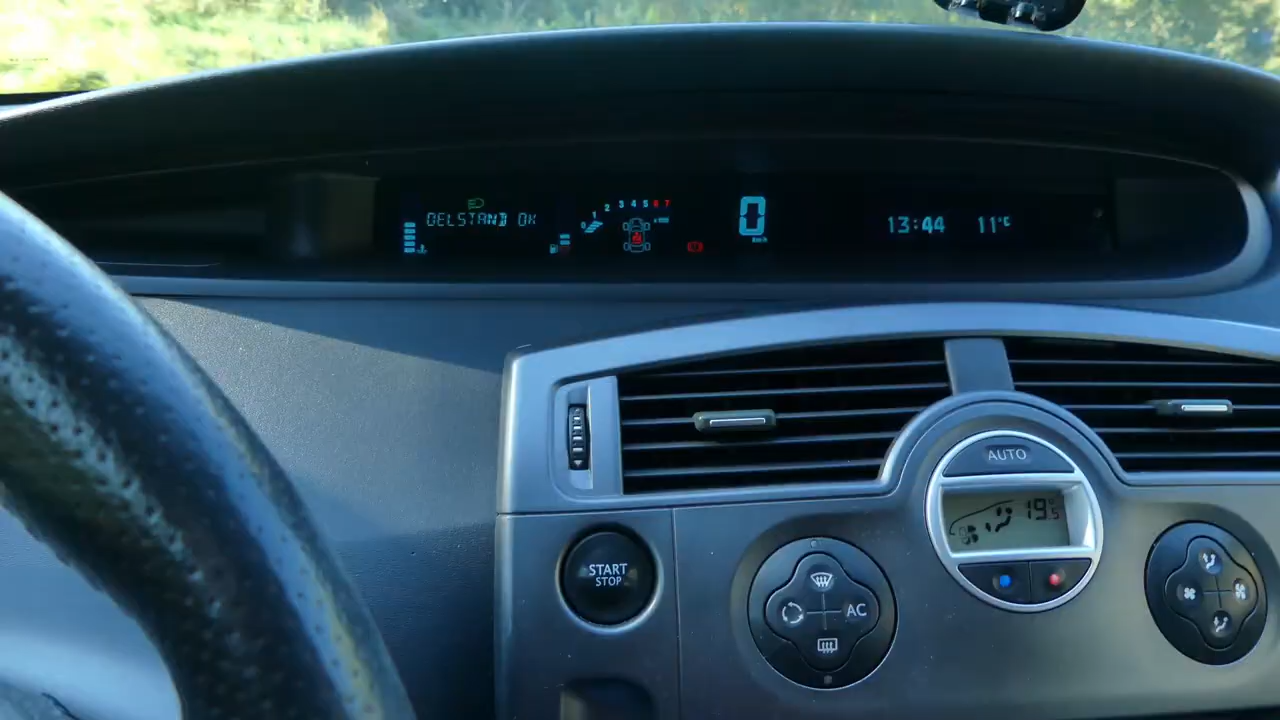 OELSTAND OK
1 2 3 4 5 6 7
0
km/h
13:44 11°C
AUTO
19.5
START
STOP
AC